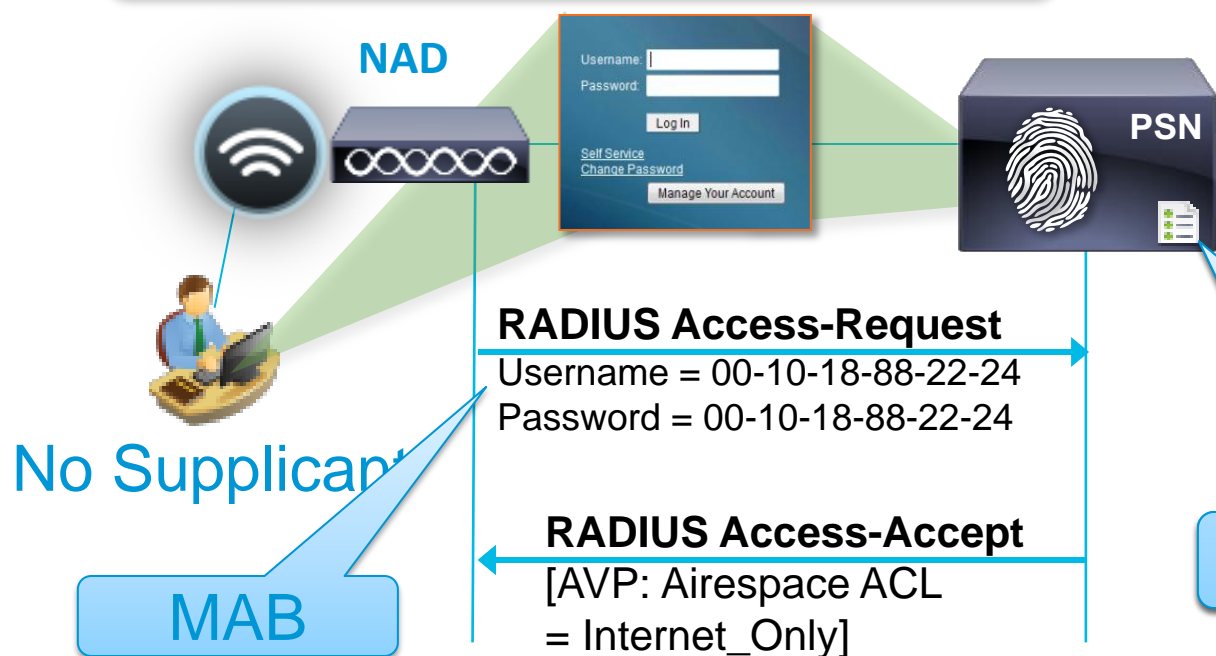 NAD
Username:
Password:
Log In
Self Service
Change Password
Manage Your Account
PSN
RADIUS Access-Request
Username = 00-10-18-88-22-24
Password = 00-10-18-88-22-24
No Supplicant
RADIUS Access-Accept
[AVP: Airespace ACL
= Internet_Only]
MAB